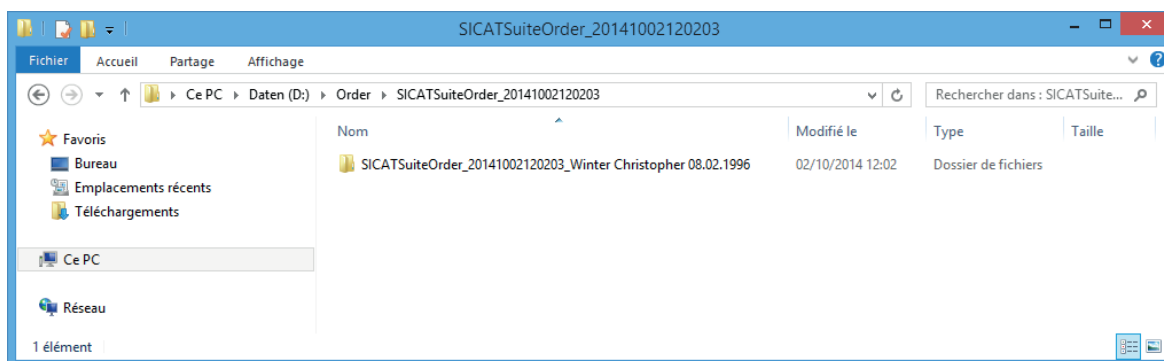 SICATSuiteOrder_20141002120203
Fichier Accueil Partage Affichage
Ce PC Daten (D:) Order SICATSuiteOrder_20141002120203 Rechercher dans : SICATSuite...
Favoris
Bureau
Emplacements récents
Téléchargements
Ce PC
Réseau
Nom Modifié le Type Taille
SICATSuiteOrder_20141002120203_Winter Christopher 08.02.1996 02/10/2014 12:02 Dossier de fichiers
1 élément